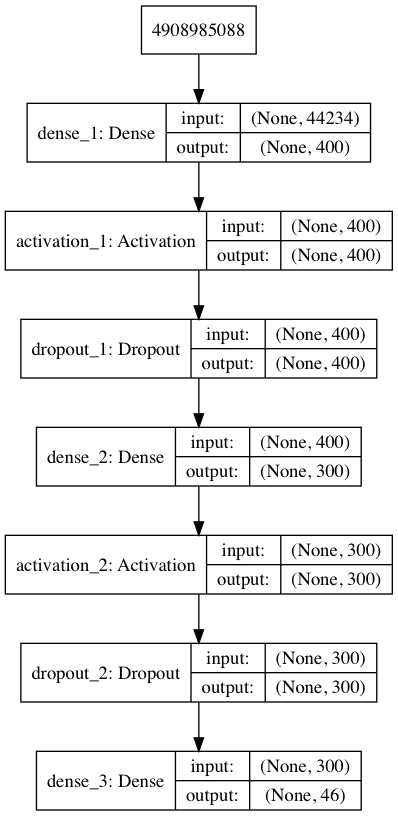 4908985088
dense_1: Dense
input: (None, 44234)
output: (None, 400)
activation_1: Activation
input: (None, 400)
output: (None, 400)
dropout_1: Dropout
input: (None, 400)
output: (None, 400)
dense_2: Dense
input: (None, 400)
output: (None, 300)
activation_2: Activation
input: (None, 300)
output: (None, 300)
dropout_2: Dropout
input: (None, 300)
output: (None, 300)
dense_3: Dense
input: (None, 300)
output: (None, 46)